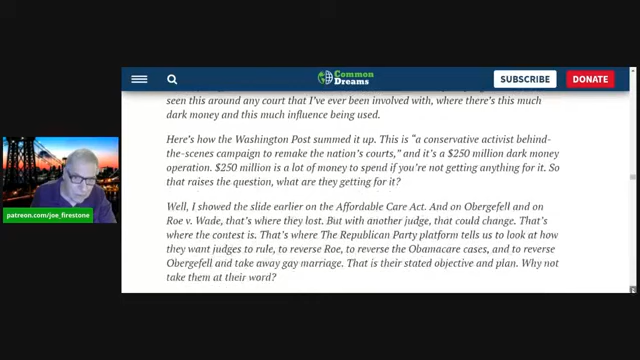 Common
Dreams
SUBSCRIBE
DONATE
seen this around any court that I've ever been involved with, where there's this much
dark money and this much influence being used.
Here's how the Washington Post summed it up. This is "a conservative activist behind-
the-scenes campaign to remake the nation's courts," and it's a $250 million dark money
operation. $250 million is a lot of money to spend if you're not getting anything for it. So
that raises the question, what are they getting for it?
Well, I showed the slide earlier on the Affordable Care Act. And on Obergefell and on
Roe v. Wade, that's where they lost. But with another judge, that could change. That's
where the contest is. That's where The Republican Party platform tells us to look at how
they want judges to rule, to reverse Roe, to reverse the Obamacare cases, and to reverse
Obergefell and take away gay marriage. That is their stated objective and plan. Why not
take them at their word?
patreon.com/joe_firestone